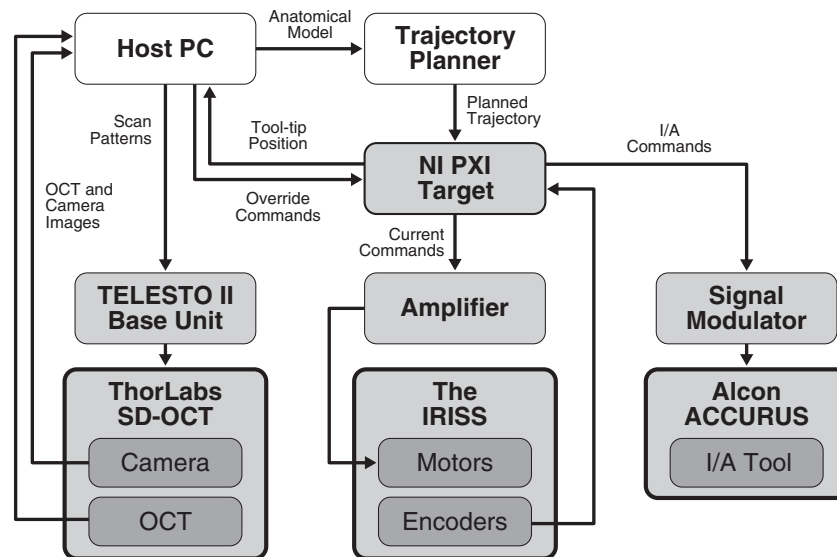 Host PC
Anatomical
Model
Trajectory
Planner
Scan
Patterns
Tool-tip
Position
Planned
Trajectory
I/A
Commands
NI PXI
Target
OCT and
Camera
Images
Override
Commands
Current
Commands
TELESTO II
Base Unit
Amplifier
Signal
Modulator
ThorLabs
SD-OCT
Camera
OCT
The
IRISS
Motors
Encoders
Alcon
ACCURUS
I/A Tool